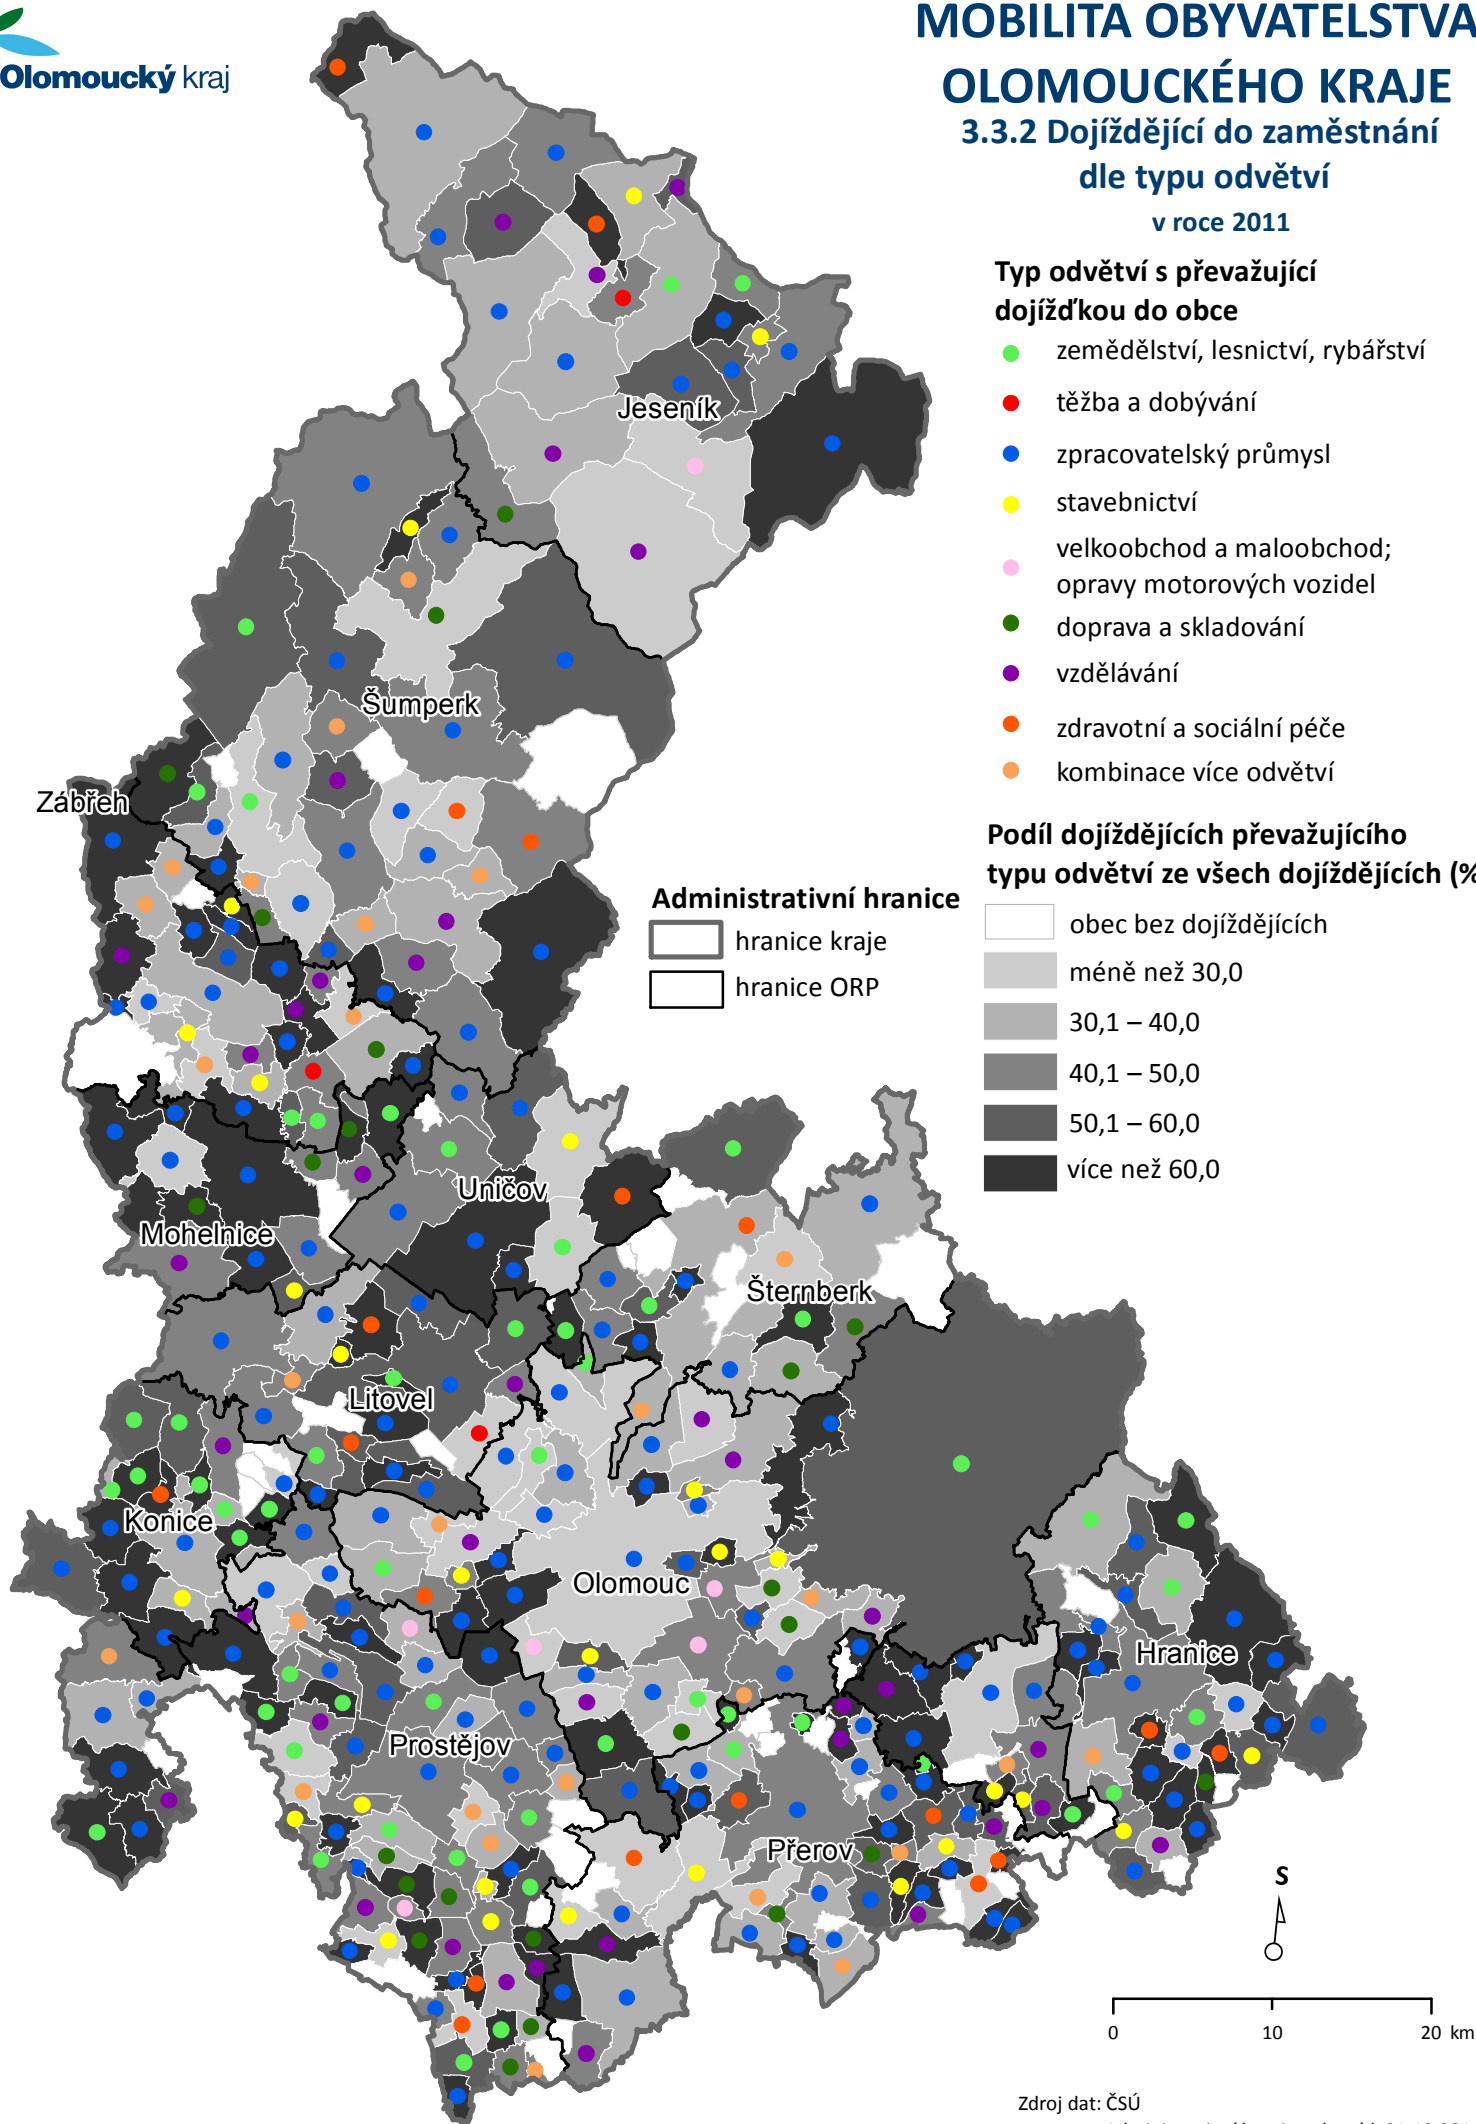 Olomoucký kraj
MOBILITA OBYVATELSTVA
OLOMOUCKÉHO KRAJE
3.3.2 Dojíždějící do zaměstnání
dle typu odvětví
v roce 2011
Typ odvětví s převažující
dojížďkou do obce
zemědělství, lesnictví, rybářství
těžba a dobývání
zpracovatelský průmysl
stavebnictví
velkoobchod a maloobchod;
opravy motorových vozidel
doprava a skladování
vzdělávání
zdravotní a sociální péče
kombinace více odvětví
Podíl dojíždějících převažujícího
typu odvětví ze všech dojíždějících (%
obec bez dojíždějících
méně než 30,0
30,1 – 40,0
40,1 – 50,0
50,1 – 60,0
více než 60,0
Administrativní hranice
hranice kraje
hranice ORP
Jeseník
Šumperk
Zábřeh
Uničov
Mohelnice
Šternberk
Litovel
Konice
Olomouc
Hranice
Prostějov
Přerov
S
0 10 20 km
Zdroj dat: ČSÚ